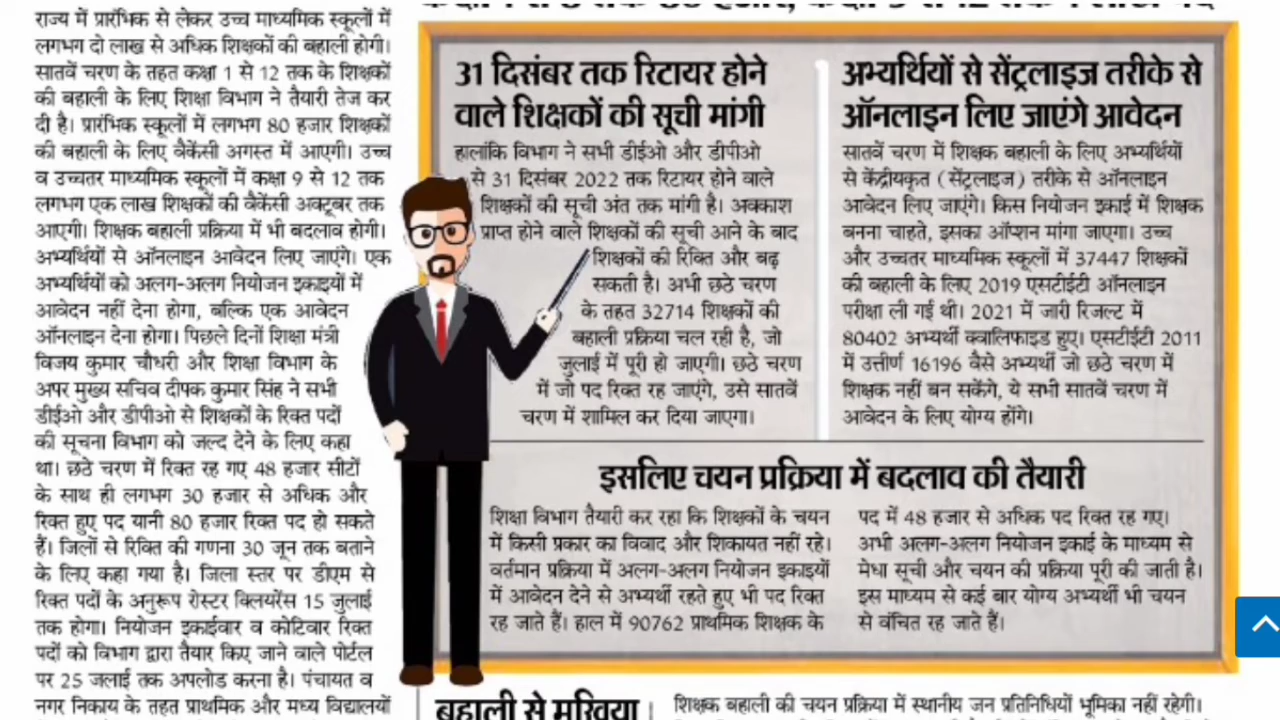 राज्य में प्रारंभिक से लेकर उच्च माध्यमिक स्कूलों में
लगभग दो लाख से अधिक शिक्षकों की बहाली होगी।
सातवें चरण के तहत कक्षा 1 से 12 तक के शिक्षकों
की बहाली के लिए शिक्षा विभाग ने तैयारी तेज कर
दी है। प्रारंभिक स्कूलों में लगभग 80 हजार शिक्षकों
की बहाली के लिए वैकेंसी अगस्त में आएगी। उच्च
व उच्चतर माध्यमिक स्कूलों में कक्षा 9 से 12 तक
लगभग एक लाख शिक्षकों की वैकेंसी अक्टूबर तक
आएगी। शिक्षक बहाली प्रक्रिया में भी बदलाव होगी।
अभ्यर्थियों से ऑनलाइन आवेदन लिए जाएंगे। एक
अभ्यर्थियों को अलग-अलग नियोजन इकाइयों में
आवेदन नहीं देना होगा, बल्कि एक आवेदन
ऑनलाइन देना होगा। पिछले दिनों शिक्षा मंत्री
विजय कुमार चौधरी और शिक्षा विभाग के
अपर मुख्य सचिव दीपक कुमार सिंह ने सभी
डीईओ और डीपीओ से शिक्षकों के रिक्त पदों
की सूचना विभाग को जल्द देने के लिए कहा
था। छठे चरण में रिक्त रह गए 48 हजार सीटों
के साथ ही लगभग 30 हजार से अधिक और
रिक्त हुए पद यानी 80 हजार रिक्त पद हो सकते
हैं। जिलों से रिक्ति की गणना 30 जून तक बताने
के लिए कहा गया है। जिला स्तर पर डीएम से
रिक्त पदों के अनुरूप रोस्टर क्लियरेंस 15 जुलाई
तक होगा। नियोजन इकाईवार व कोटिवार रिक्त
पदों को विभाग द्वारा तैयार किए जाने वाले पोर्टल
पर 25 जुलाई तक अपलोड करना है। पंचायत व
नगर निकाय के तहत प्राथमिक और मध्य विद्यालयों
31 दिसंबर तक रिटायर होने
वाले शिक्षकों की सूची मांगी
हालांकि विभाग ने सभी डीईओ और डीपीओ
से 31 दिसंबर 2022 तक रिटायर होने वाले
शिक्षकों की सूची अंत तक मांगी है। अवकाश
प्राप्त होने वाले शिक्षकों की सूची आने के बाद
शिक्षकों की रिक्ति और बढ़
सकती है। अभी छठे चरण
के तहत 32714 शिक्षकों की
बहाली प्रक्रिया चल रही है, जो
जुलाई में पूरी हो जाएगी। छठे चरण
में जो पद रिक्त रह जाएंगे, उसे सातवें
चरण में शामिल कर दिया जाएगा।
अभ्यर्थियों से सेंट्रलाइज तरीके से
ऑनलाइन लिए जाएंगे आवेदन
सातवें चरण में शिक्षक बहाली के लिए अभ्यर्थियों
से केंद्रीयकृत (सेंट्रलाइज) तरीके से ऑनलाइन
आवेदन लिए जाएंगे। किस नियोजन इकाई में शिक्षक
बनना चाहते, इसका ऑप्शन मांगा जाएगा। उच्च
और उच्चतर माध्यमिक स्कूलों में 37447 शिक्षकों
की बहाली के लिए 2019 एसटीईटी ऑनलाइन
परीक्षा ली गई थी। 2021 में जारी रिजल्ट में
80402 अभ्यर्थी क्वालिफाइड हुए। एसटीईटी 2011
में उत्तीर्ण 16196 वैसे अभ्यर्थी जो छठे चरण में
शिक्षक नहीं बन सकेंगे, ये सभी सातवें चरण में
आवेदन के लिए योग्य होंगे।
इसलिए चयन प्रक्रिया में बदलाव की तैयारी
शिक्षा विभाग तैयारी कर रहा कि शिक्षकों के चयन
में किसी प्रकार का विवाद और शिकायत नहीं रहे।
वर्तमान प्रक्रिया में अलग-अलग नियोजन इकाइयों
में आवेदन देने से अभ्यर्थी रहते हुए भी पद रिक्त
रह जाते हैं। हाल में 90762 प्राथमिक शिक्षक के
पद में 48 हजार से अधिक पद रिक्त रह गए।
अभी अलग-अलग नियोजन इकाई के माध्यम से
मेधा सूची और चयन की प्रक्रिया पूरी की जाती है।
इस माध्यम से कई बार योग्य अभ्यर्थी भी चयन
से वंचित रह जाते हैं।
बहाली से मुखिया
शिक्षक बहाली की चयन प्रक्रिया में स्थानीय जन प्रतिनिधियों भूमिका नहीं रहेगी।